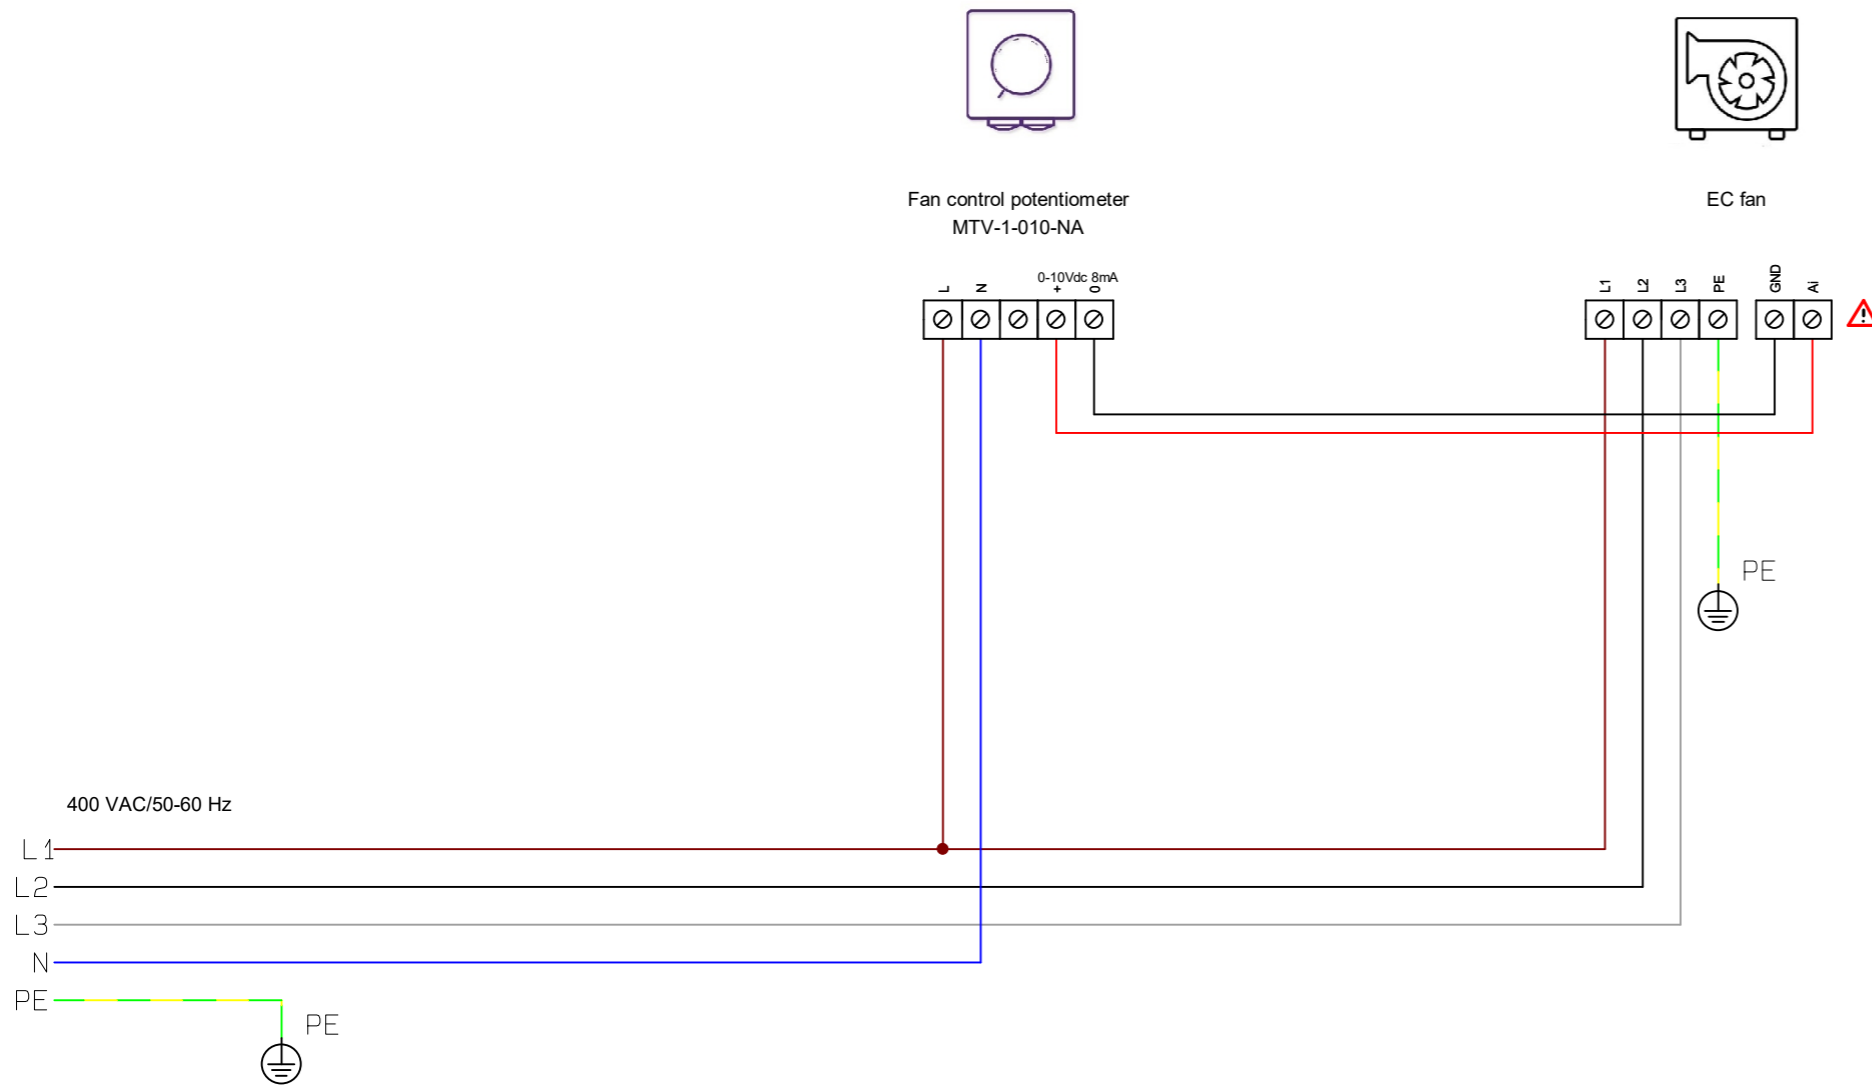 Fan control potentiometer
MTV-1-010-NA
EC fan
0-10Vdc 8mA
L
N
+
0
L1
L2
L3
PE
GND
Ai
PE
400 VAC/50-60 Hz
L1
L2
L3
N
PE
PE